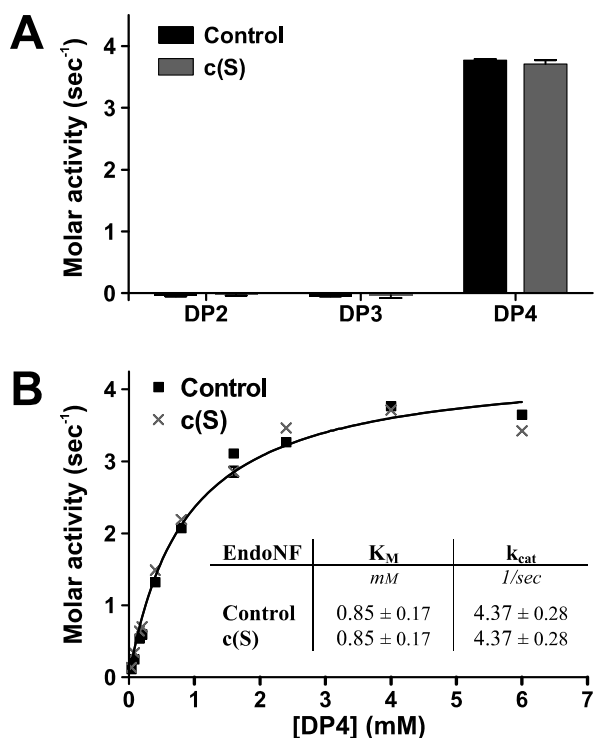 A
Control
c(S)
Molar activity (sec⁻¹)
4
3
2
1
0
DP2 DP3 DP4
B
Control
c(S)
Molar activity (sec⁻¹)
4
3
2
1
0
EndoNF K_M k_cat
mM 1/sec
Control 0.85 ± 0.17 4.37 ± 0.28
c(S) 0.85 ± 0.17 4.37 ± 0.28
0 1 2 3 4 5 6 7
[DP4] (mM)